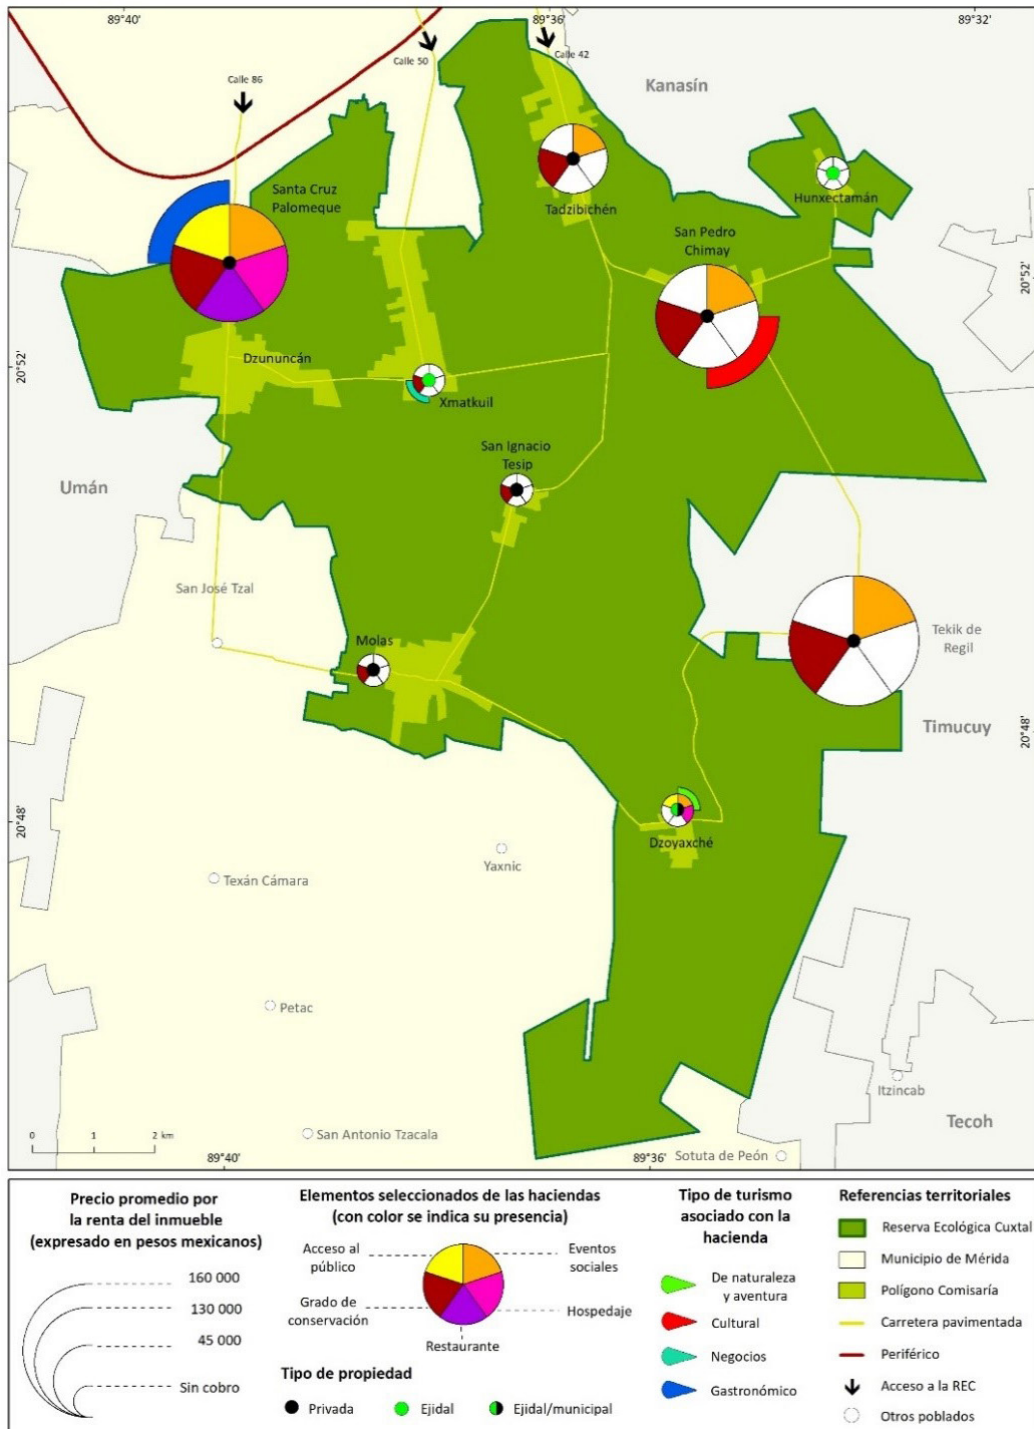 89°40'
89°36'
89°32'
Calle 50
Calle 42
Calle 86
Kanasín
Santa Cruz
Palomeque
Tadzibichén
Hunxectamán
San Pedro
Chimay
20°52'
20°52'
Dzununcán
Xmatkuil
San Ignacio
Tesip
Umán
San José Tzal
Molas
Tekik de
Regil
Timucuy
20°48'
20°48'
Dzoyaxché
Yaxnic
Texán Cámara
Petac
Itzincab
Tecoh
San Antonio Tzacala
Sotuta de Peón
0 1 2 km
89°40'
89°36'
Precio promedio por
la renta del inmueble
(expresado en pesos mexicanos)
160 000
130 000
45 000
Sin cobro
Elementos seleccionados de las haciendas
(con color se indica su presencia)
Acceso al
público
Eventos
sociales
Grado de
conservación
Hospedaje
Restaurante
Tipo de propiedad
Privada
Ejidal
Ejidal/municipal
Tipo de turismo
asociado con la
hacienda
De naturaleza
y aventura
Cultural
Negocios
Gastronómico
Referencias territoriales
Reserva Ecológica Cuxtal
Municipio de Mérida
Polígono Comisaría
Carretera pavimentada
Periférico
Acceso a la REC
Otros poblados